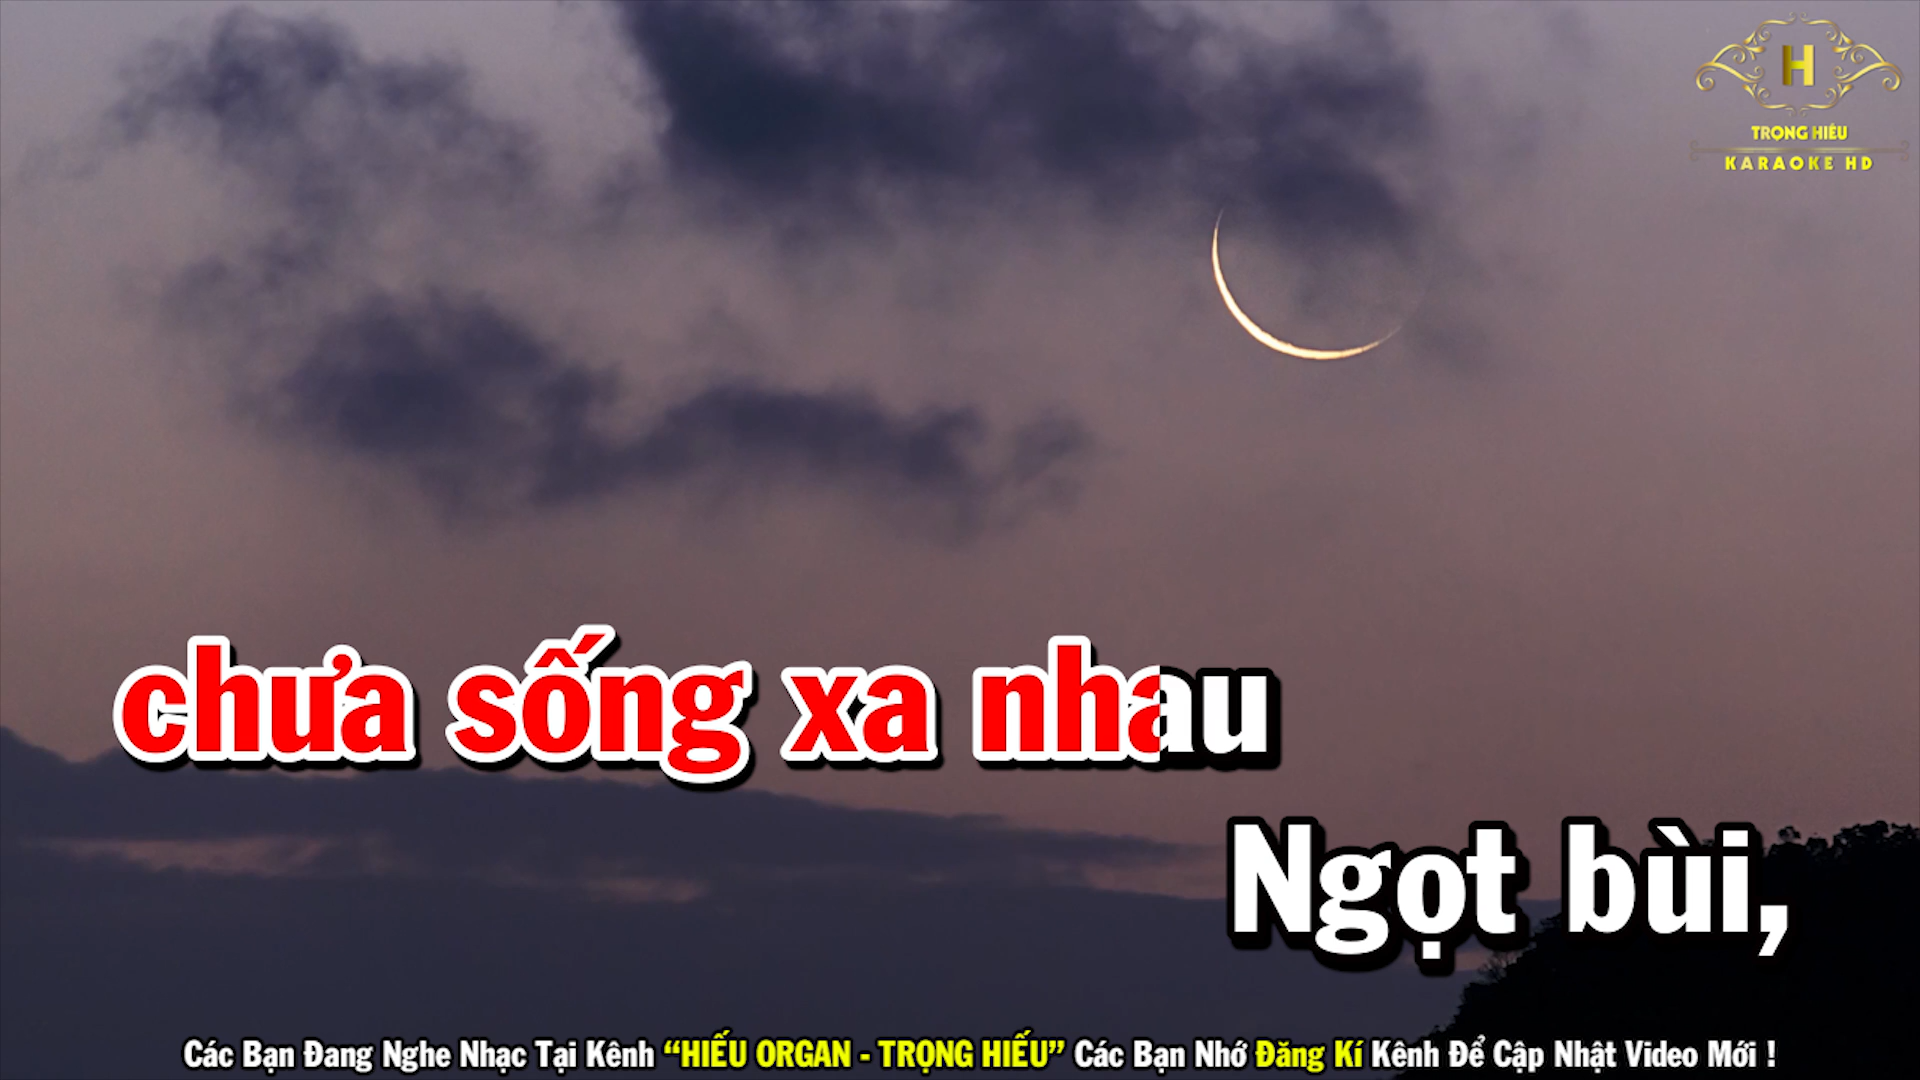 H
TRỌNG HIẾU
KARAOKE HD
chưa sống xa nhau
Ngọt bùi,
Các Bạn Đang Nghe Nhạc Tại Kênh “HIẾU ORGAN - TRỌNG HIẾU” Các Bạn Nhớ Đăng Kí Kênh Để Cập Nhật Video Mới !